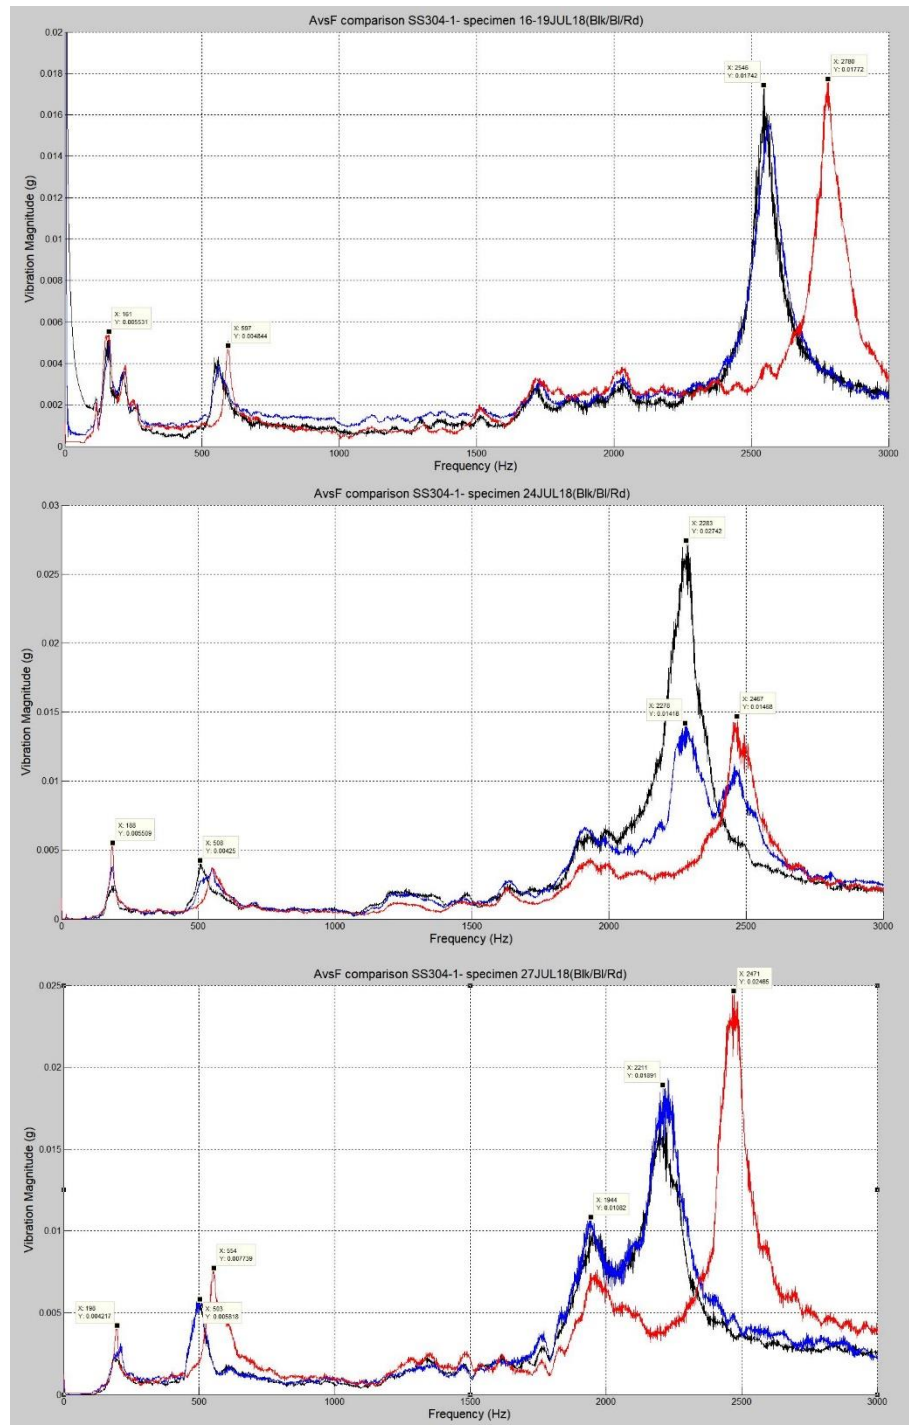 AvsF comparison SS304-1- specimen 16-19JUL18(Blk/Bl/Rd)
0.02
0.018
0.016
0.014
0.012
0.01
0.008
0.006
0.004
0.002
0
Vibration Magnitude (g)
X: 2546
Y: 0.01742
X: 2780
Y: 0.01772
X: 161
Y: 0.005531
X: 597
Y: 0.004844
0 500 1000 1500 2000 2500 3000
Frequency (Hz)
AvsF comparison SS304-1- specimen 24JUL18(Blk/Bl/Rd)
0.03
0.025
0.02
0.015
0.01
0.005
0
Vibration Magnitude (g)
X: 2283
Y: 0.02742
X: 2278
Y: 0.01418
X: 2467
Y: 0.01468
X: 188
Y: 0.005509
X: 508
Y: 0.00425
0 500 1000 1500 2000 2500 3000
Frequency (Hz)
AvsF comparison SS304-1- specimen 27JUL18(Blk/Bl/Rd)
0.025
0.02
0.015
0.01
0.005
0
Vibration Magnitude (g)
X: 2471
Y: 0.02465
X: 2211
Y: 0.01891
X: 1944
Y: 0.01082
X: 554
Y: 0.007739
X: 198
Y: 0.004217
X: 503
Y: 0.005818
0 500 1000 1500 2000 2500 3000
Frequency (Hz)